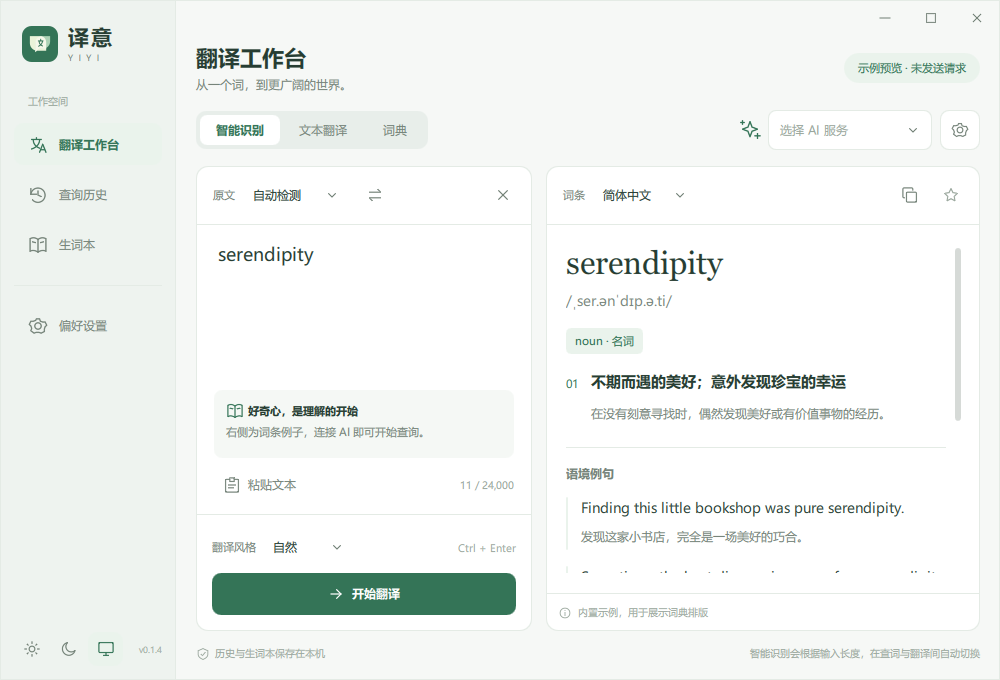 译意
YIYI
工作空间
翻译工作台
查询历史
生词本
偏好设置
v0.1.4
翻译工作台
从一个词，到更广阔的世界。
示例预览 · 未发送请求
智能识别 文本翻译 词典
选择 AI 服务
原文 自动检测
serendipity
好奇心，是理解的开始
右侧为词条例子，连接 AI 即可开始查询。
粘贴文本 11 / 24,000
翻译风格 自然 Ctrl + Enter
开始翻译
词条 简体中文
serendipity
/ˌser.ənˈdɪp.ə.ti/
noun · 名词
01 不期而遇的美好；意外发现珍宝的幸运
在没有刻意寻找时，偶然发现美好或有价值事物的经历。
语境例句
Finding this little bookshop was pure serendipity.
发现这家小书店，完全是一场美好的巧合。
内置示例，用于展示词典排版
历史与生词本保存在本机
智能识别会根据输入长度，在查词与翻译间自动切换